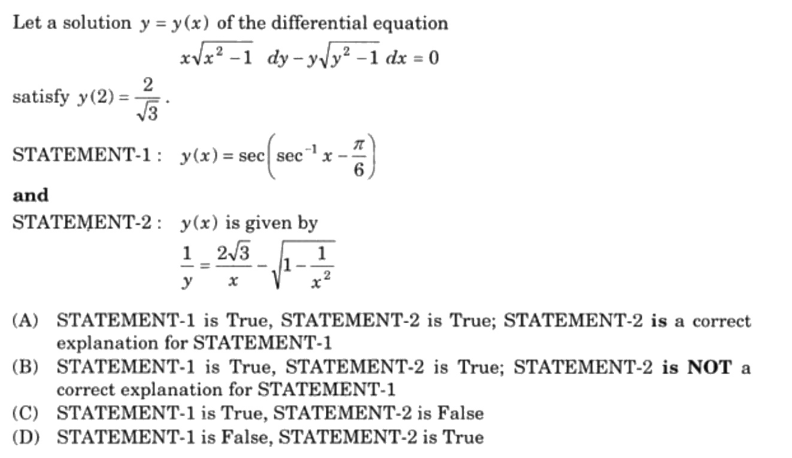 Let a solution y = y(x) of the differential equation
x√(x² – 1) dy – y√(y² – 1) dx = 0
satisfy y(2) = 2/√3 .
STATEMENT-1 : y(x) = sec(sec⁻¹ x – π/6)
and
STATEMENT-2 : y(x) is given by
1/y = 2√3/x – √(1 – 1/x²)
(A) STATEMENT-1 is True, STATEMENT-2 is True; STATEMENT-2 is a correct
explanation for STATEMENT-1
(B) STATEMENT-1 is True, STATEMENT-2 is True; STATEMENT-2 is NOT a
correct explanation for STATEMENT-1
(C) STATEMENT-1 is True, STATEMENT-2 is False
(D) STATEMENT-1 is False, STATEMENT-2 is True